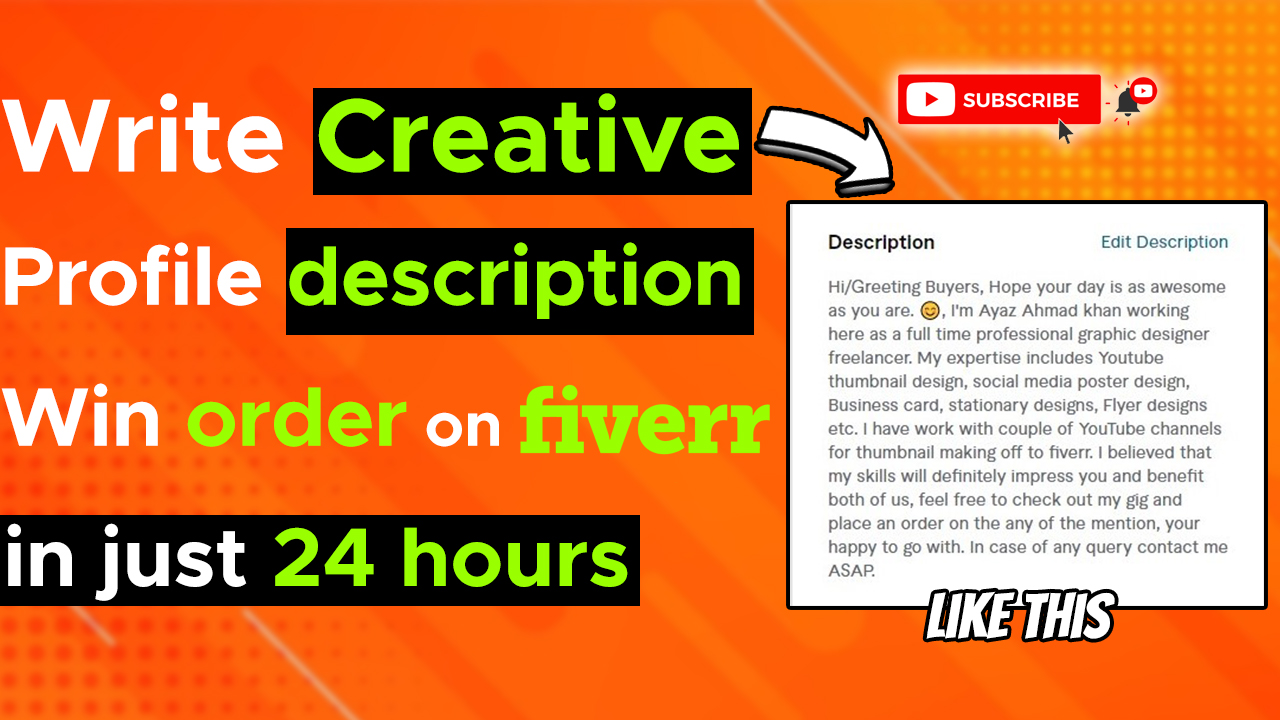 Write Creative
Profile description
Win order on fiverr
in just 24 hours
SUBSCRIBE
Description
Edit Description
Hi/Greeting Buyers, Hope your day is as awesome
as you are. 😊, I'm Ayaz Ahmad khan working
here as a full time professional graphic designer
freelancer. My expertise includes Youtube
thumbnail design, social media poster design,
Business card, stationary designs, Flyer designs
etc. I have work with couple of YouTube channels
for thumbnail making off to fiverr. I believed that
my skills will definitely impress you and benefit
both of us, feel free to check out my gig and
place an order on the any of the mention, your
happy to go with. In case of any query contact me
ASAP.
LIKE THIS